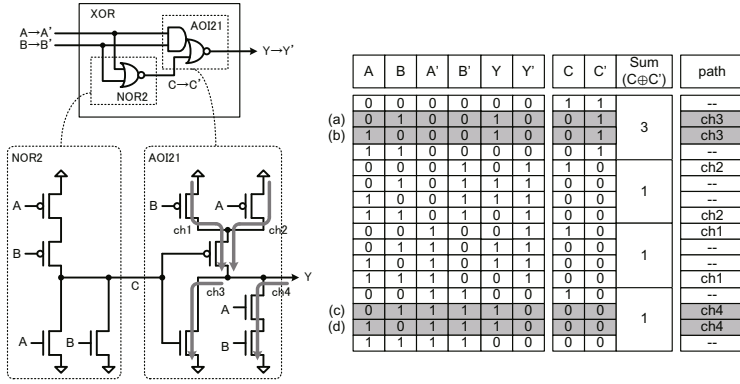 XOR
AOI21
A→A'
B→B'
Y→Y'
C→C'
NOR2
NOR2
A
B
A
B
C
AOI21
B
A
ch1
ch2
Y
ch3
ch4
A
B
A B A' B' Y Y' C C' Sum (C⊕C') path
0 0 0 0 0 0 1 1 3 --
(a) 0 1 0 0 1 0 0 1 ch3
(b) 1 0 0 0 1 0 0 1 ch3
1 1 0 0 0 0 0 1 --
0 0 0 1 0 1 1 0 1 ch2
0 1 0 1 1 1 0 0 --
1 0 0 1 1 1 0 0 --
1 1 0 1 0 1 0 0 ch2
0 0 1 0 0 1 1 0 1 ch1
0 1 1 0 1 1 0 0 --
1 0 1 0 1 1 0 0 --
1 1 1 0 0 1 0 0 ch1
0 0 1 1 0 0 1 0 1 --
(c) 0 1 1 1 1 0 0 0 ch4
(d) 1 0 1 1 1 0 0 0 ch4
1 1 1 1 0 0 0 0 --